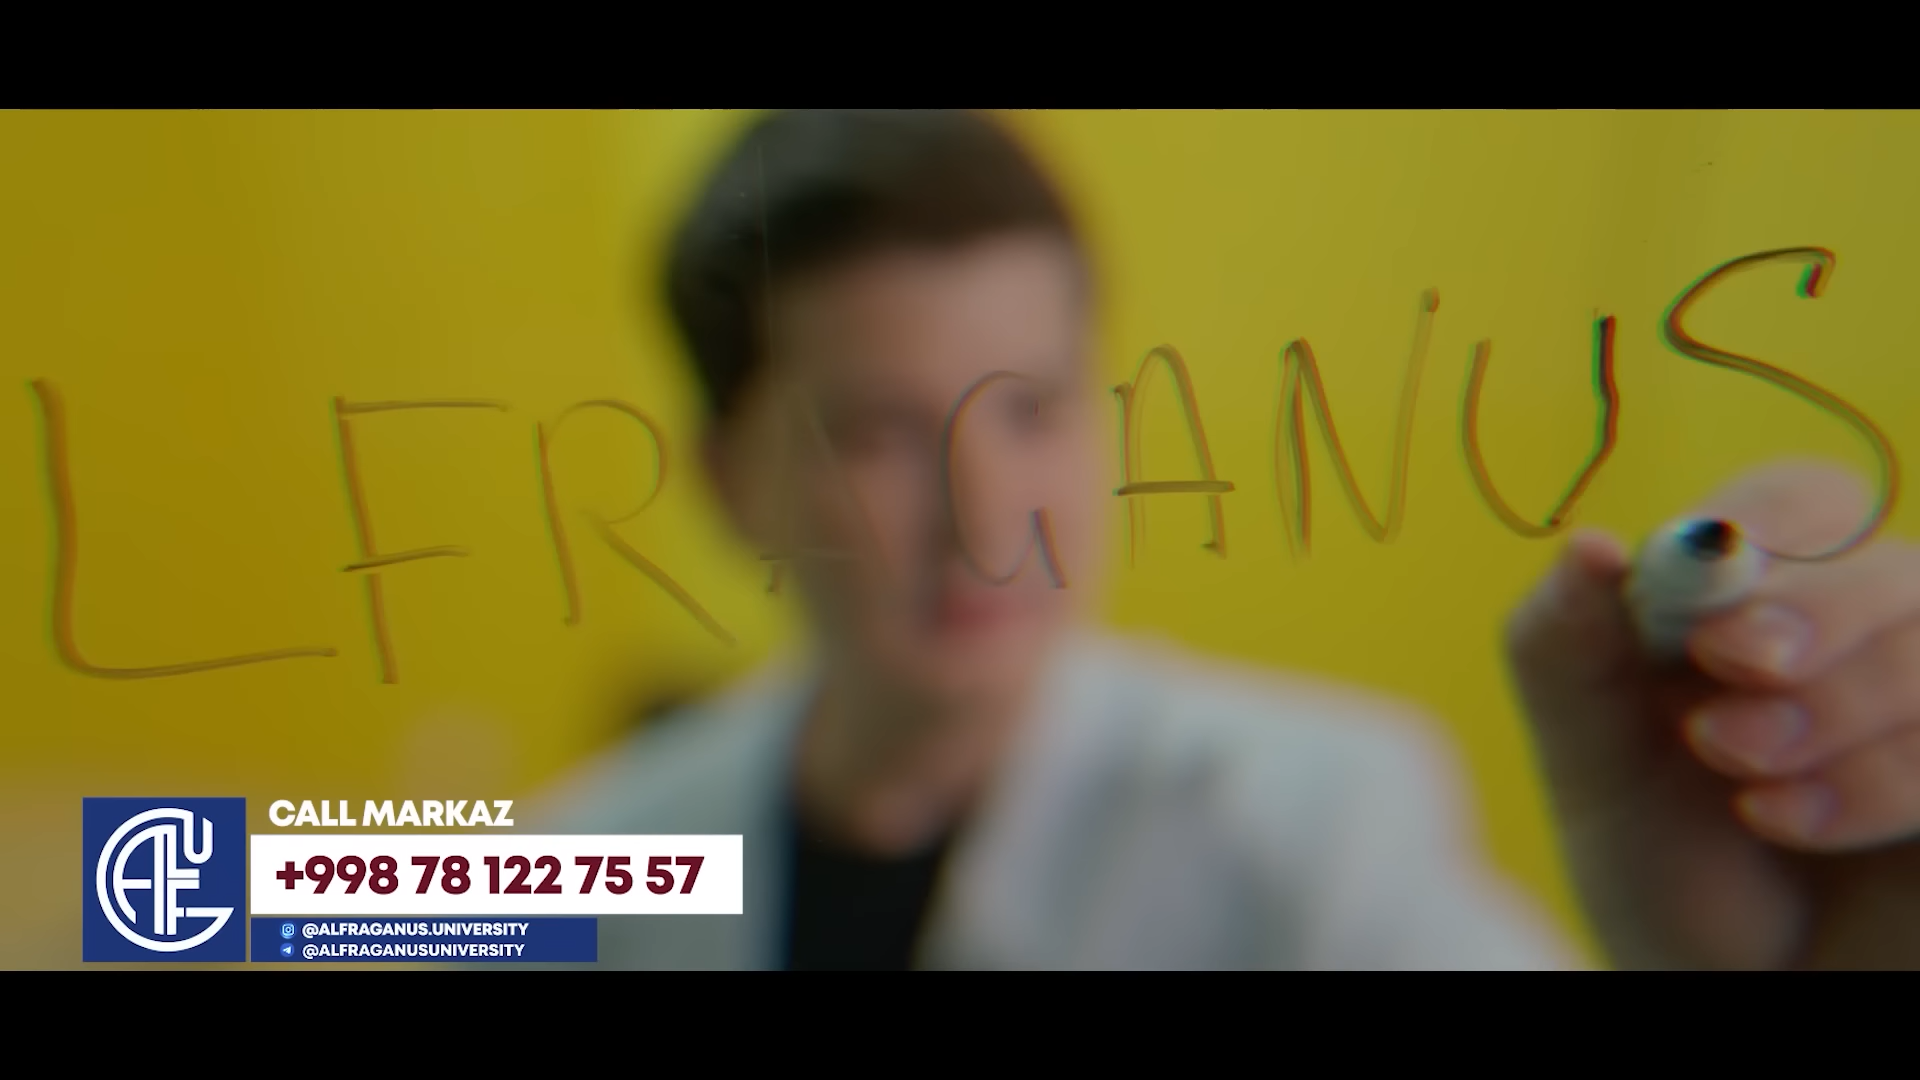 LFRAGANUS
CALL MARKAZ
+998 78 122 75 57
@ALFRAGANUS.UNIVERSITY
@ALFRAGANUSUNIVERSITY